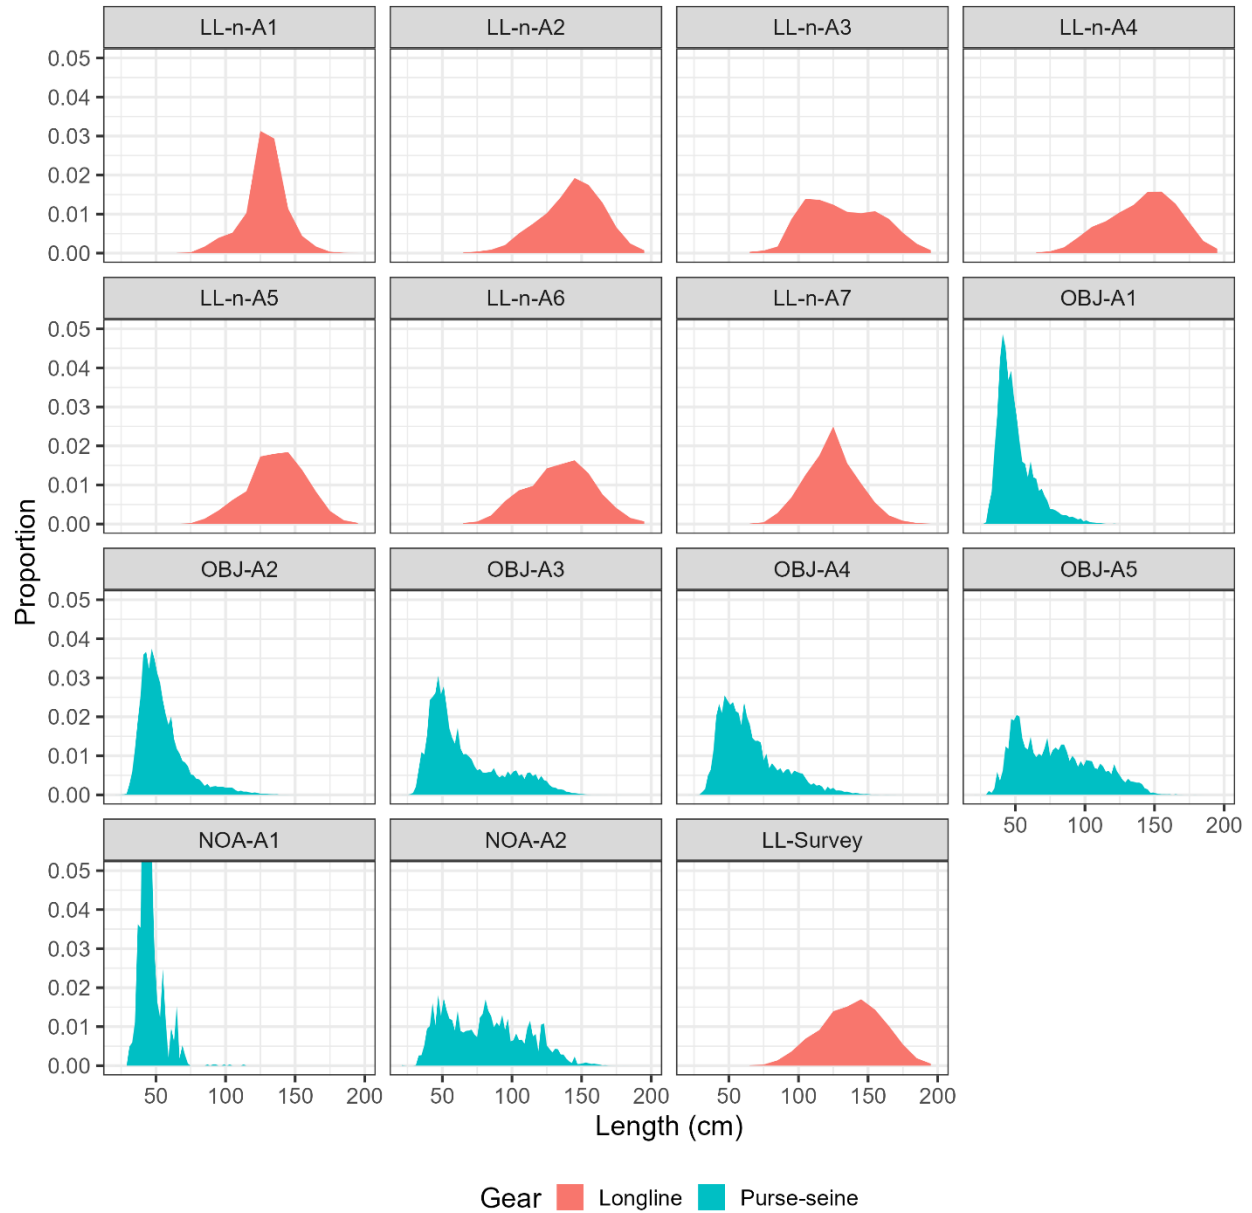 LL-n-A1 LL-n-A2 LL-n-A3 LL-n-A4
0.05
0.04
0.03
0.02
0.01
0.00
LL-n-A5 LL-n-A6 LL-n-A7 OBJ-A1
0.05
0.04
0.03
0.02
0.01
0.00
Proportion
OBJ-A2 OBJ-A3 OBJ-A4 OBJ-A5
0.05
0.04
0.03
0.02
0.01
0.00
50 100 150 200
NOA-A1 NOA-A2 LL-Survey
0.05
0.04
0.03
0.02
0.01
0.00
50 100 150 200 50 100 150 200 50 100 150 200
Length (cm)
Gear Longline Purse-seine